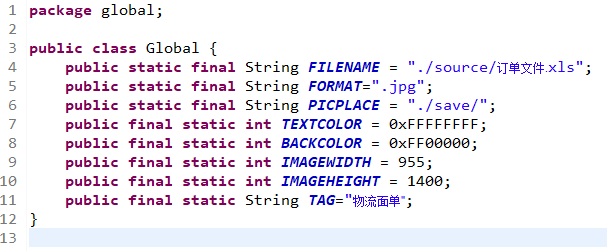 1 package global;
2
3 public class Global {
4     public static final String FILENAME = "./source/订单文件.xls";
5     public static final String FORMAT=".jpg";
6     public static final String PICPLACE = "./save/";
7     public final static int TEXTCOLOR = 0xFFFFFFFF;
8     public final static int BACKCOLOR = 0xFF00000;
9     public final static int IMAGEWIDTH = 955;
10     public final static int IMAGEHEIGHT = 1400;
11     public final static String TAG="物流面单";
12 }
13